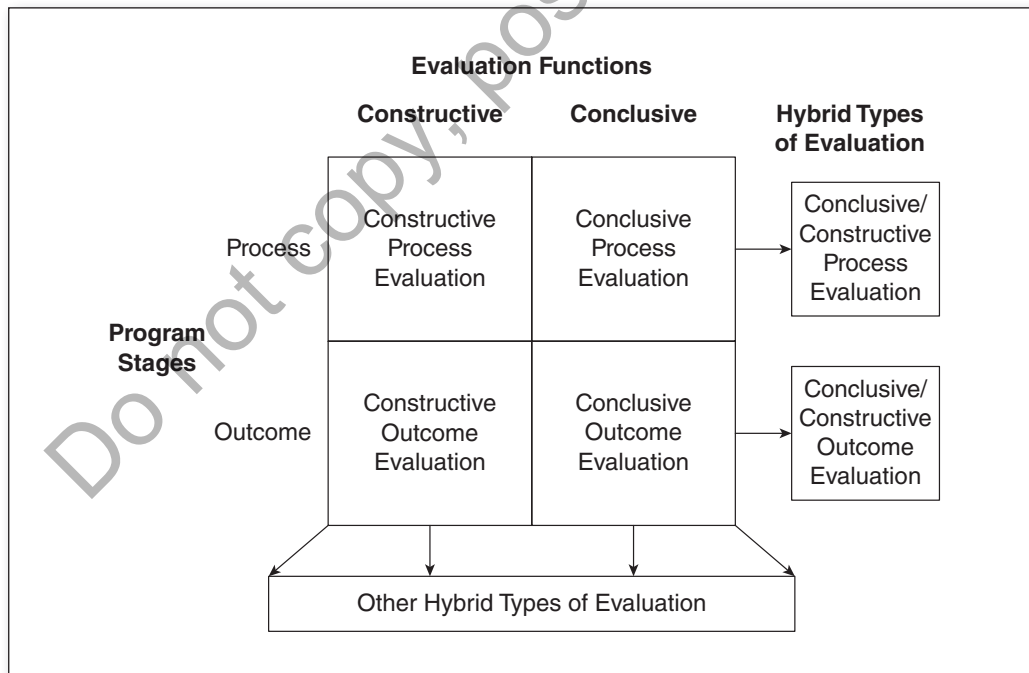 Evaluation Functions
Constructive
Conclusive
Hybrid Types
of Evaluation
Program
Stages
Process
Constructive
Process
Evaluation
Conclusive
Process
Evaluation
Conclusive/
Constructive
Process
Evaluation
Outcome
Constructive
Outcome
Evaluation
Conclusive
Outcome
Evaluation
Conclusive/
Constructive
Outcome
Evaluation
Other Hybrid Types of Evaluation
Do not copy, pos